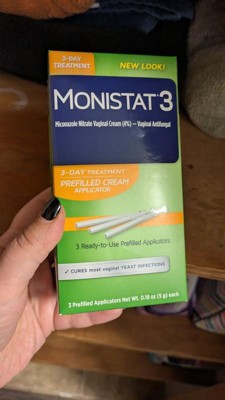 3-DAY
TREATMENT
NEW LOOK!
MONISTAT 3
Miconazole Nitrate Vaginal Cream (4%) — Vaginal Antifungal
3-DAY TREATMENT
PREFILLED CREAM
APPLICATOR
3 Ready-to-Use Prefilled Applicators
✓ CURES most vaginal YEAST INFECTIONS
3 Prefilled Applicators Net Wt. 0.18 oz (5 g) each